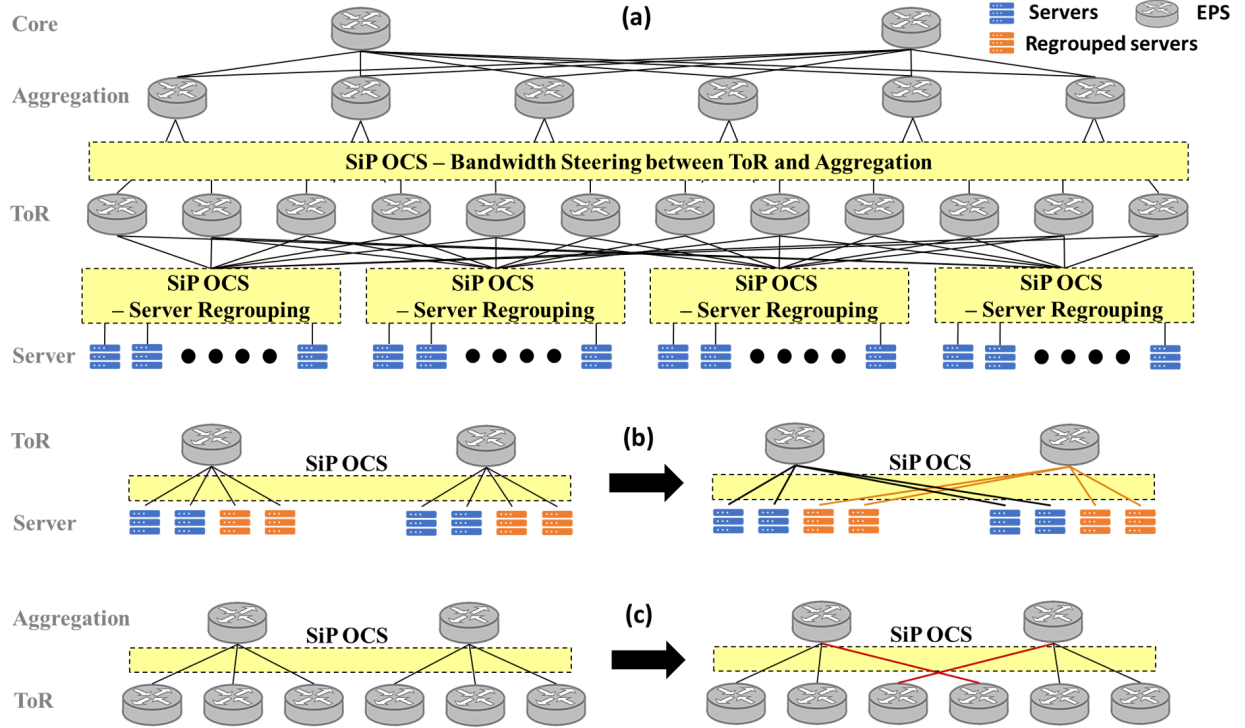 Core
(a)
Servers
EPS
Regrouped servers
Aggregation
SiP OCS – Bandwidth Steering between ToR and Aggregation
ToR
SiP OCS
– Server Regrouping
SiP OCS
– Server Regrouping
SiP OCS
– Server Regrouping
SiP OCS
– Server Regrouping
Server
ToR
(b)
SiP OCS
SiP OCS
Server
Aggregation
(c)
SiP OCS
SiP OCS
ToR